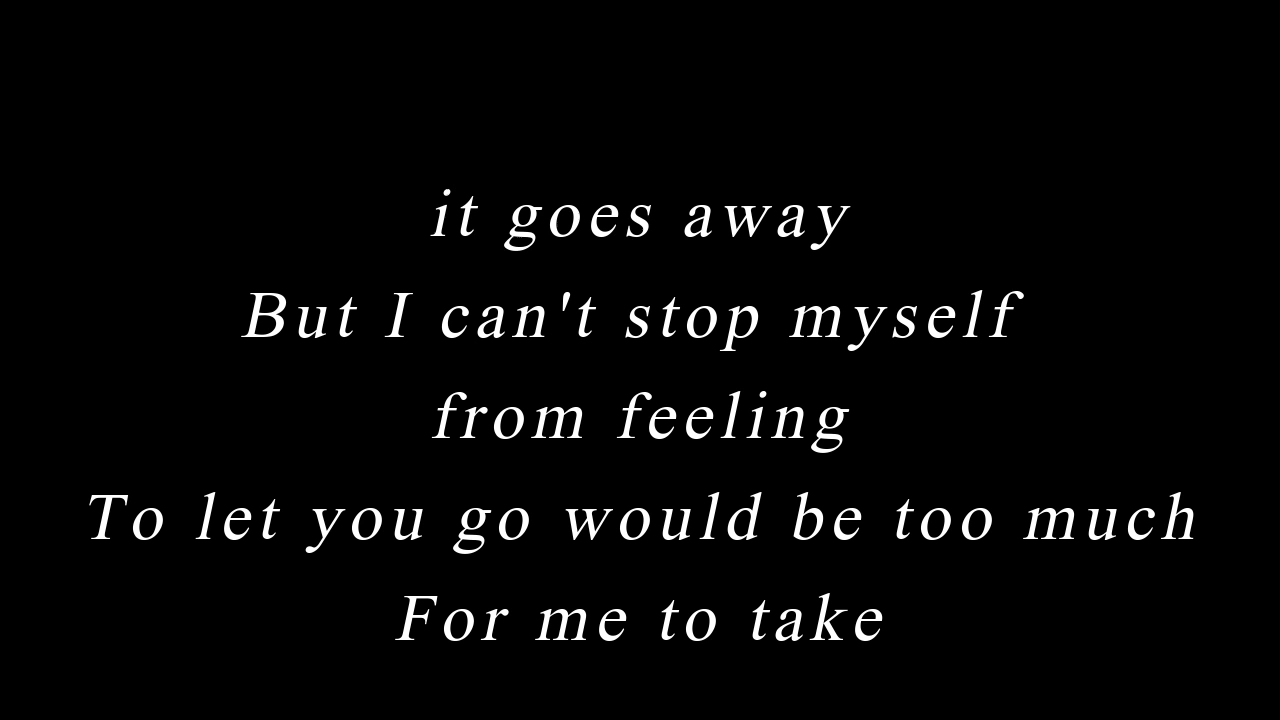 it goes away
But I can't stop myself
from feeling
To let you go would be too much
For me to take